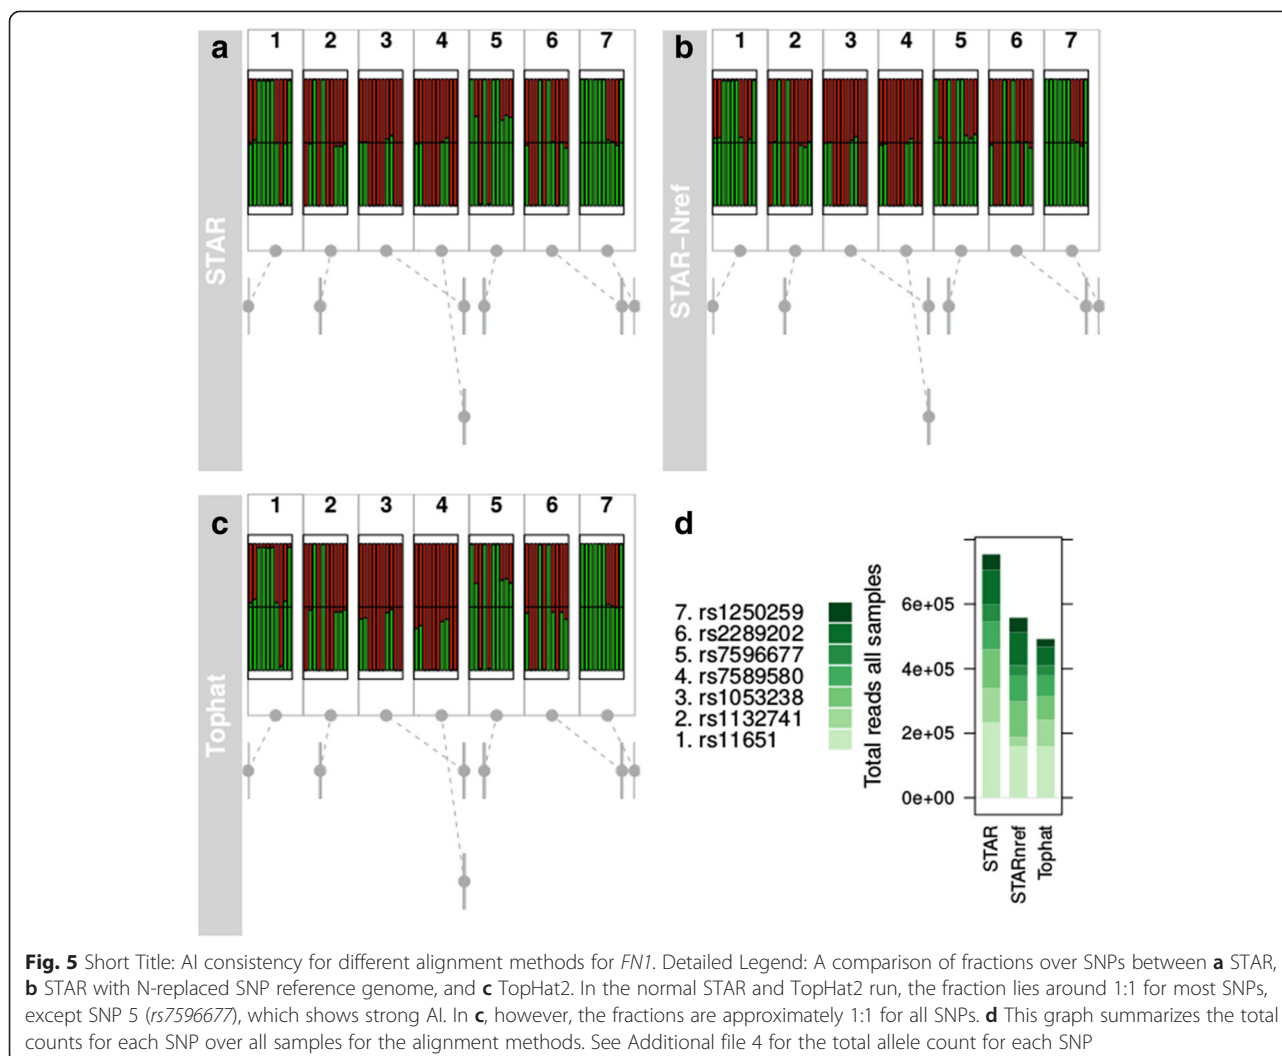 a
1 2 3 4 5 6 7
STAR
b
1 2 3 4 5 6 7
STAR–Nref
c
1 2 3 4 5 6 7
Tophat
d
7. rs1250259
6. rs2289202
5. rs7596677
4. rs7589580
3. rs1053238
2. rs1132741
1. rs11651
Total reads all samples
6e+05
4e+05
2e+05
0e+00
STAR
STARnref
Tophat
Fig. 5 Short Title: AI consistency for different alignment methods for FN1. Detailed Legend: A comparison of fractions over SNPs between a STAR,
b STAR with N-replaced SNP reference genome, and c TopHat2. In the normal STAR and TopHat2 run, the fraction lies around 1:1 for most SNPs,
except SNP 5 (rs7596677), which shows strong AI. In c, however, the fractions are approximately 1:1 for all SNPs. d This graph summarizes the total
counts for each SNP over all samples for the alignment methods. See Additional file 4 for the total allele count for each SNP